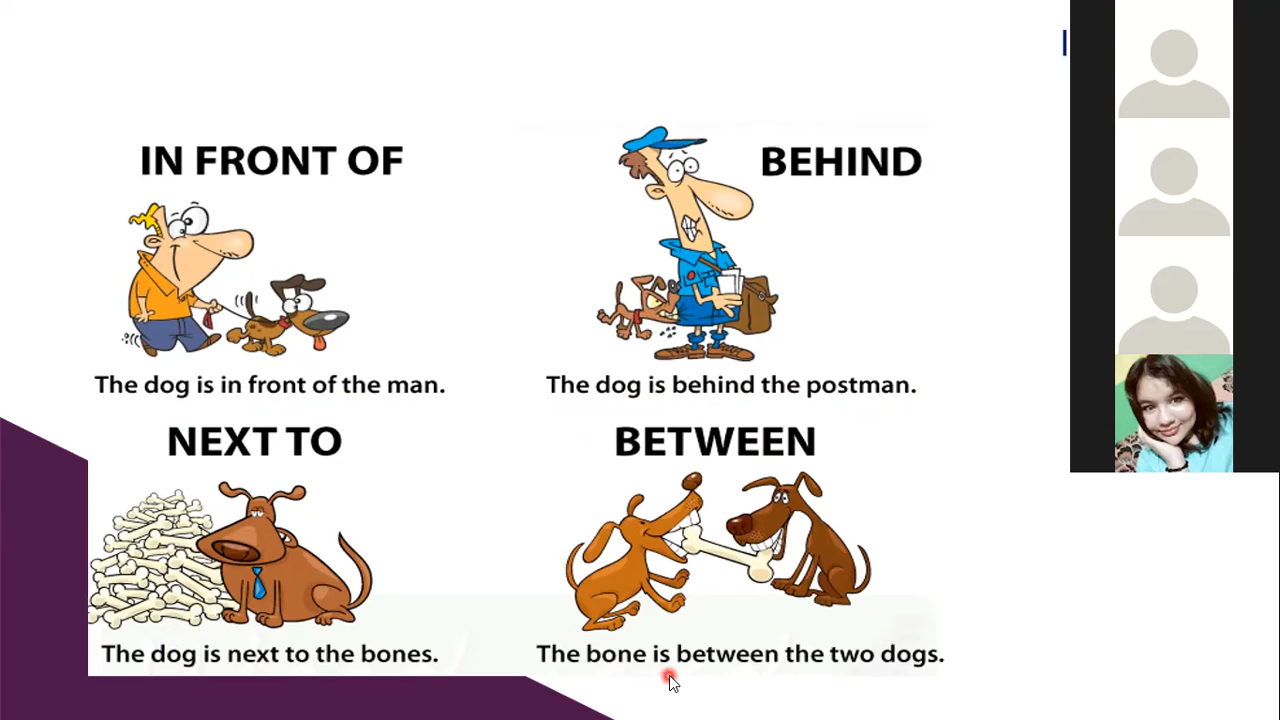 IN FRONT OF
BEHIND
The dog is in front of the man.
The dog is behind the postman.
NEXT TO
BETWEEN
The dog is next to the bones.
The bone is between the two dogs.